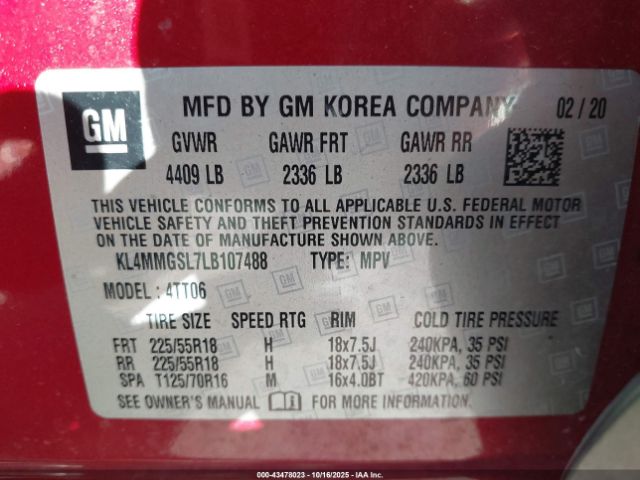 GM
MFD BY GM KOREA COMPANY 02 / 20
GVWR GAWR FRT GAWR RR
4409 LB 2336 LB 2336 LB
THIS VEHICLE CONFORMS TO ALL APPLICABLE U.S. FEDERAL MOTOR
VEHICLE SAFETY AND THEFT PREVENTION STANDARDS IN EFFECT
ON THE DATE OF MANUFACTURE SHOWN ABOVE.
KL4MMGSL7LB107488 TYPE: MPV
MODEL: 4TT06
TIRE SIZE SPEED RTG RIM COLD TIRE PRESSURE
FRT 225/55R18 H 18x7.5J 240KPA, 35 PSI
RR 225/55R18 H 18x7.5J 240KPA, 35 PSI
SPA T125/70R16 M 16x4.0BT 420KPA, 60 PSI
SEE OWNER'S MANUAL FOR MORE INFORMATION
000-43478023 - 10/16/2025 - IAA Inc.